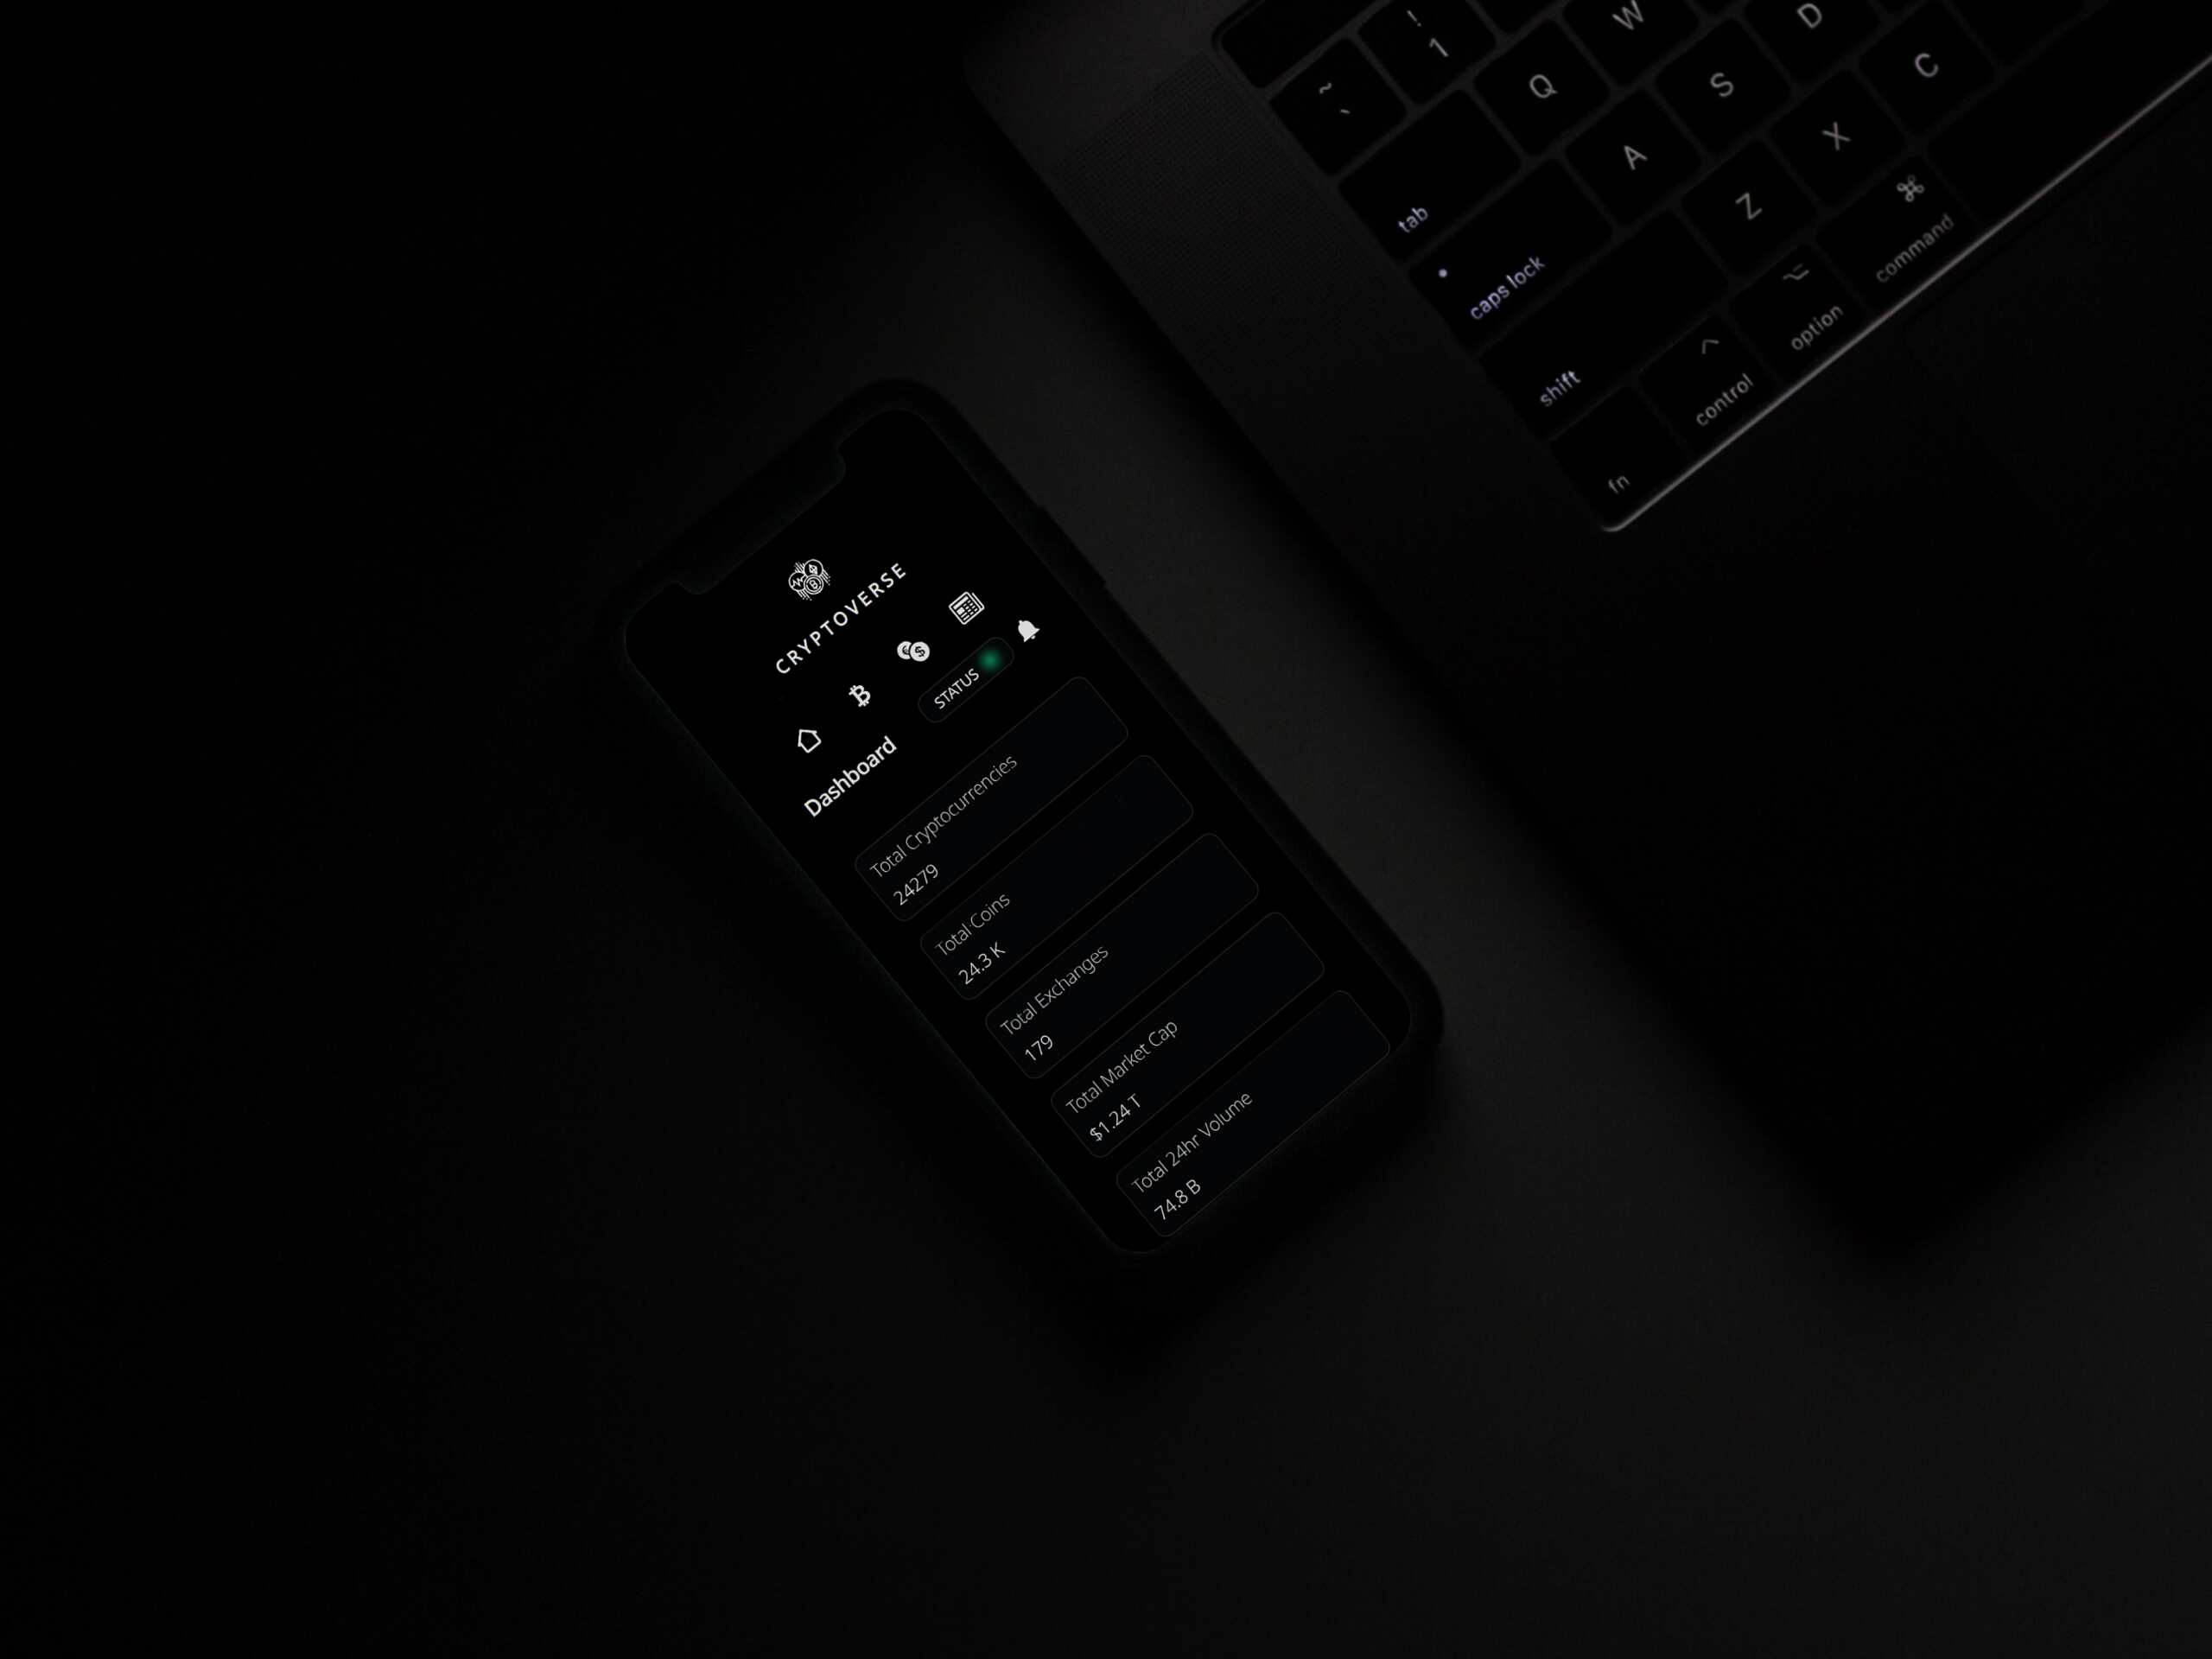 ! 
1
W
D
~
`
Q
S
C
tab
A
X
caps lock
Z
⌘
command
shift
⌥
option
^
control
fn
CRYPTOVERSE
STATUS
Dashboard
Total Cryptocurrencies
24279
Total Coins
24.3 K
Total Exchanges
179
Total Market Cap
$1.24 T
Total 24hr Volume
74.8 B